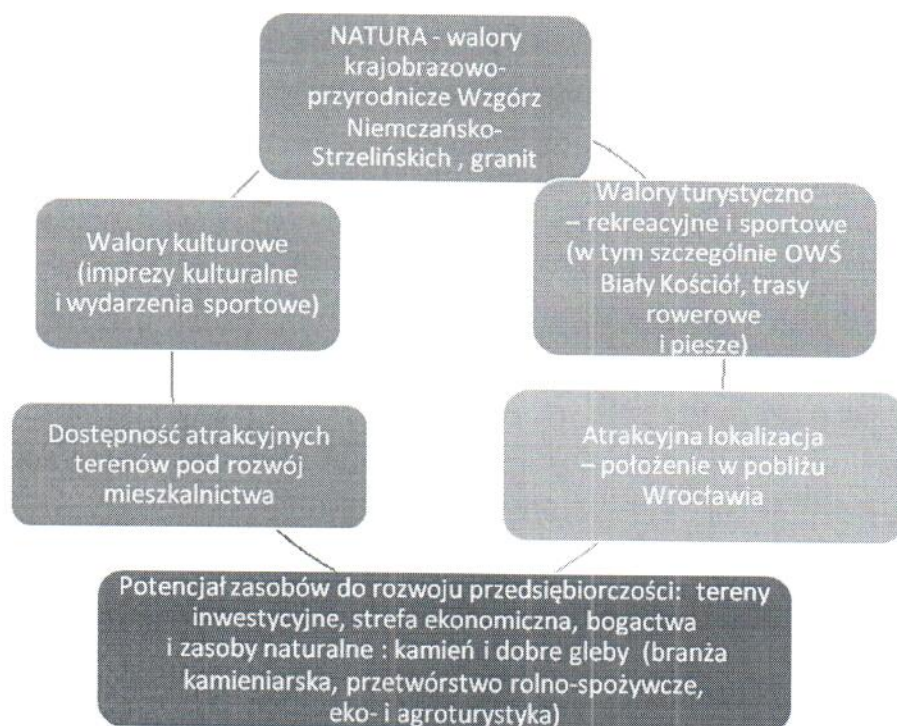 NATURA - walory
krajobrazowo-
przyrodnicze Wzgórz
Niemczańsko-
Strzelińskich , granit
Walory kulturowe
(imprezy kulturalne
i wydarzenia sportowe)
Walory turystyczno
– rekreacyjne i sportowe
(w tym szczególnie OWŚ
Biały Kościół, trasy
rowerowe
i piesze)
Dostępność atrakcyjnych
terenów pod rozwój
mieszkalnictwa
Atrakcyjna lokalizacja
– położenie w pobliżu
Wrocławia
Potencjał zasobów do rozwoju przedsiębiorczości: tereny
inwestycyjne, strefa ekonomiczna, bogactwa
i zasoby naturalne : kamień i dobre gleby (branża
kamieniarska, przetwórstwo rolno-spożywcze,
eko- i agroturystyka)